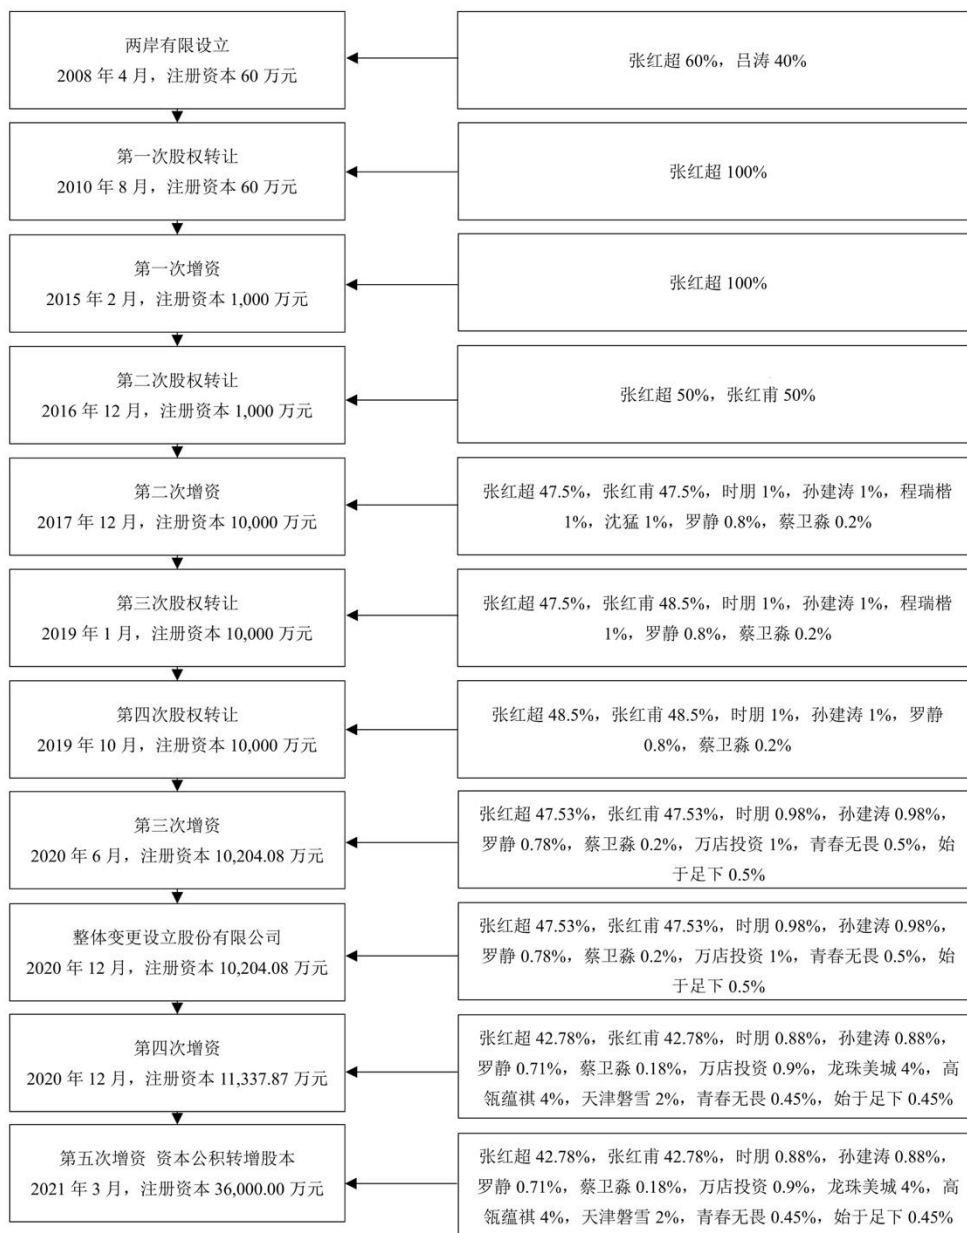 两岸有限设立
2008 年 4 月，注册资本 60 万元
张红超 60%，吕涛 40%
第一次股权转让
2010 年 8 月，注册资本 60 万元
张红超 100%
第一次增资
2015 年 2 月，注册资本 1,000 万元
张红超 100%
第二次股权转让
2016 年 12 月，注册资本 1,000 万元
张红超 50%，张红甫 50%
第二次增资
2017 年 12 月，注册资本 10,000 万元
张红超 47.5%，张红甫 47.5%，时朋 1%，孙建涛 1%，程瑞楷
1%，沈猛 1%，罗静 0.8%，蔡卫淼 0.2%
第三次股权转让
2019 年 1 月，注册资本 10,000 万元
张红超 47.5%，张红甫 48.5%，时朋 1%，孙建涛 1%，程瑞楷
1%，罗静 0.8%，蔡卫淼 0.2%
第四次股权转让
2019 年 10 月，注册资本 10,000 万元
张红超 48.5%，张红甫 48.5%，时朋 1%，孙建涛 1%，罗静
0.8%，蔡卫淼 0.2%
第三次增资
2020 年 6 月，注册资本 10,204.08 万元
张红超 47.53%，张红甫 47.53%，时朋 0.98%，孙建涛 0.98%，
罗静 0.78%，蔡卫淼 0.2%，万店投资 1%，青春无畏 0.5%，始
于足下 0.5%
整体变更设立股份有限公司
2020 年 12 月，注册资本 10,204.08 万元
张红超 47.53%，张红甫 47.53%，时朋 0.98%，孙建涛 0.98%，
罗静 0.78%，蔡卫淼 0.2%，万店投资 1%，青春无畏 0.5%，始
于足下 0.5%
第四次增资
2020 年 12 月，注册资本 11,337.87 万元
张红超 42.78%，张红甫 42.78%，时朋 0.88%，孙建涛 0.88%，
罗静 0.71%，蔡卫淼 0.18%，万店投资 0.9%，龙珠美城 4%，高
瓴蕴祺 4%，天津磐雪 2%，青春无畏 0.45%，始于足下 0.45%
第五次增资 资本公积转增股本
2021 年 3 月，注册资本 36,000.00 万元
张红超 42.78%，张红甫 42.78%，时朋 0.88%，孙建涛 0.88%，
罗静 0.71%，蔡卫淼 0.18%，万店投资 0.9%，龙珠美城 4%，高
瓴蕴祺 4%，天津磐雪 2%，青春无畏 0.45%，始于足下 0.45%